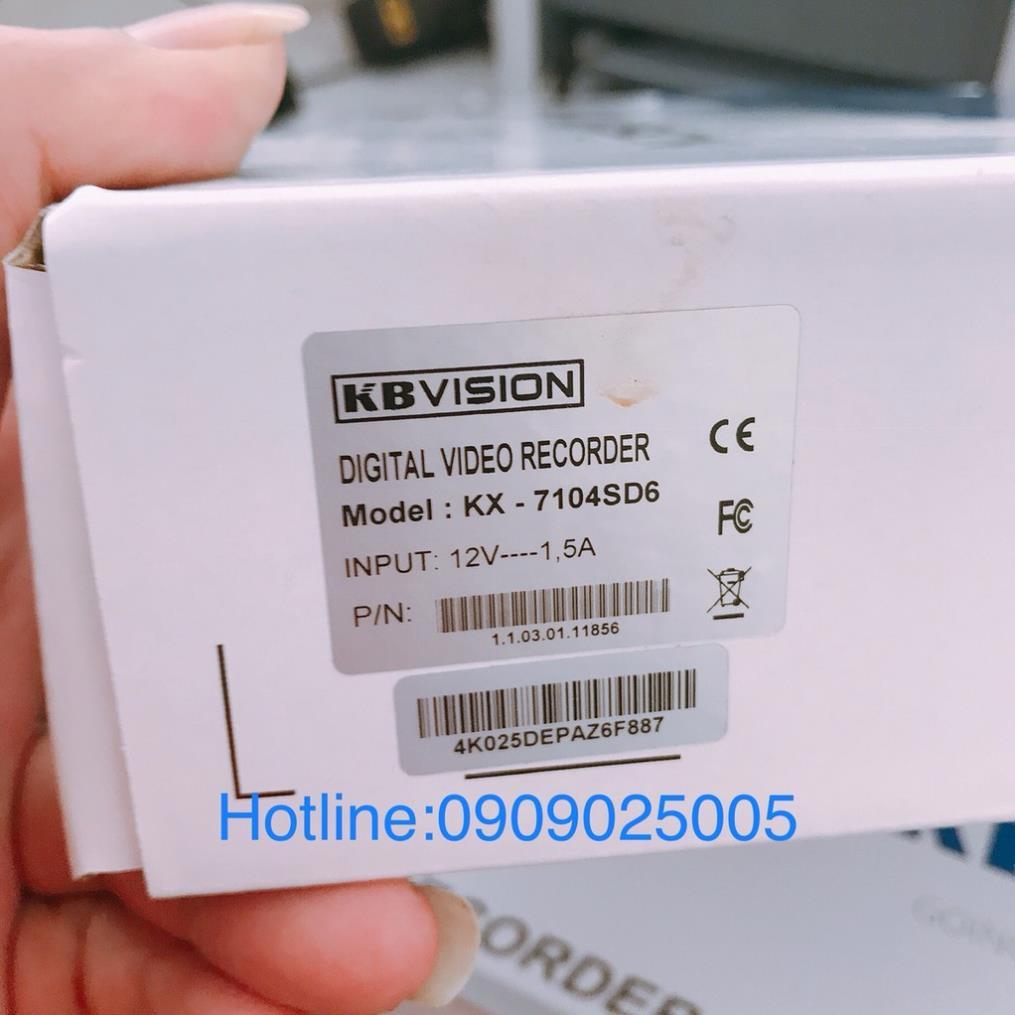 KBVISION
DIGITAL VIDEO RECORDER
Model : KX - 7104SD6
INPUT: 12V----1,5A
P/N:
1.1.03.01.11856
4K025DEPAZ6F887
Hotline:0909025005
CE
FC